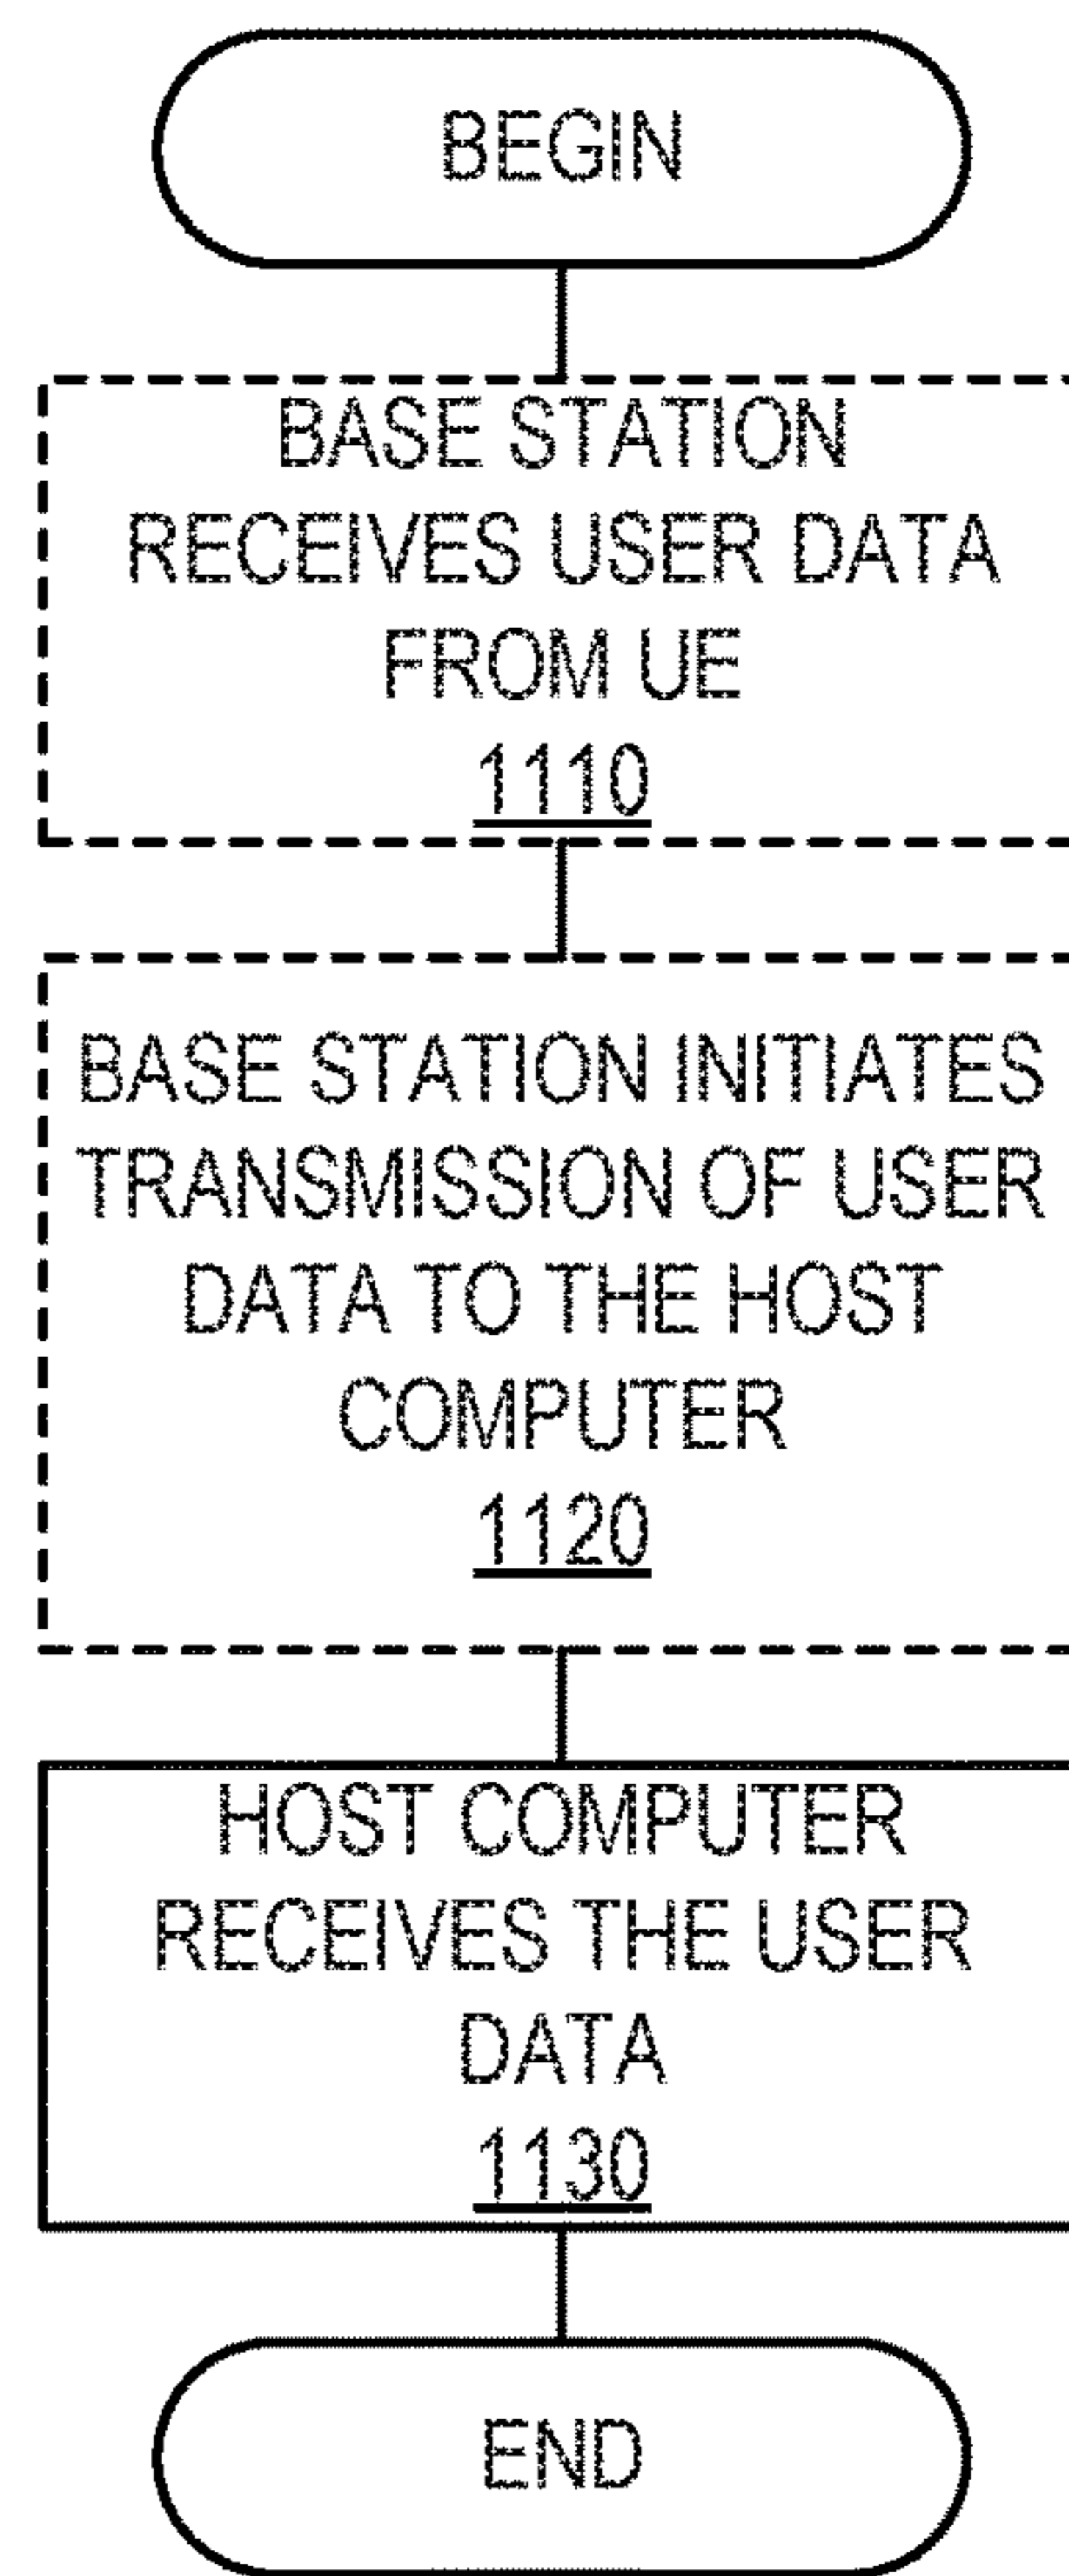 BEGIN
BASE STATION
RECEIVES USER DATA
FROM UE
1110
BASE STATION INITIATES
TRANSMISSION OF USER
DATA TO THE HOST
COMPUTER
1120
HOST COMPUTER
RECEIVES THE USER
DATA
1130
END